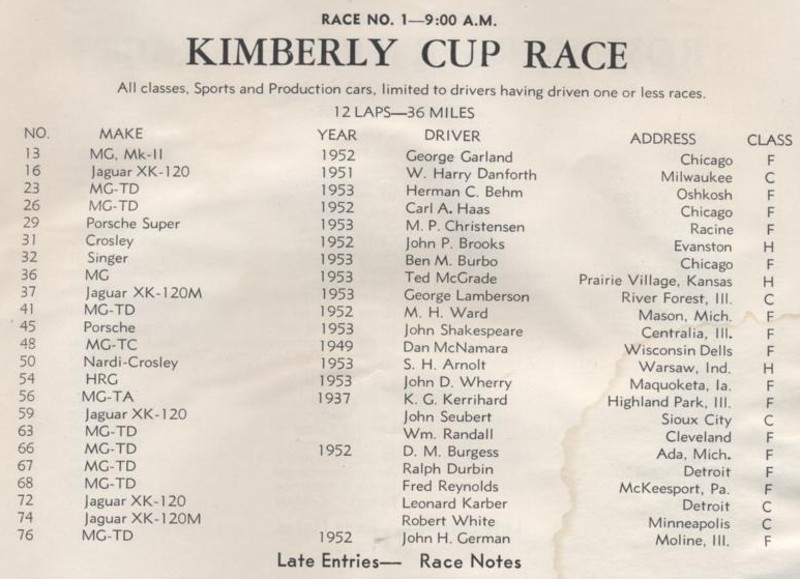 RACE NO. 1—9:00 A.M.
KIMBERLY CUP RACE
All classes, Sports and Production cars, limited to drivers having driven one or less races.
12 LAPS—36 MILES
NO. MAKE YEAR DRIVER ADDRESS CLASS
13 MG, Mk-II 1952 George Garland Chicago F
16 Jaguar XK-120 1951 W. Harry Danforth Milwaukee C
23 MG-TD 1953 Herman C. Behm Oshkosh F
26 MG-TD 1952 Carl A. Haas Chicago F
29 Porsche Super 1953 M. P. Christensen Racine F
31 Crosley 1952 John P. Brooks Evanston H
32 Singer 1953 Ben M. Burbo Chicago F
36 MG 1953 Ted McGrade Prairie Village, Kansas H
37 Jaguar XK-120M 1953 George Lamberson River Forest, Ill. C
41 MG-TD 1952 M. H. Ward Mason, Mich. F
45 Porsche 1953 John Shakespeare Centralia, Ill. F
48 MG-TC 1949 Dan McNamara Wisconsin Dells F
50 Nardi-Crosley 1953 S. H. Arnolt Warsaw, Ind. H
54 HRG 1953 John D. Wherry Maquoketa, Ia. F
56 MG-TA 1937 K. G. Kerrihard Highland Park, Ill. F
59 Jaguar XK-120 John Seubert Sioux City C
63 MG-TD Wm. Randall Cleveland F
66 MG-TD 1952 D. M. Burgess Ada, Mich. F
67 MG-TD Ralph Durbin Detroit F
68 MG-TD Fred Reynolds McKeesport, Pa. F
72 Jaguar XK-120 Leonard Karber Detroit C
74 Jaguar XK-120M Robert White Minneapolis C
76 MG-TD 1952 John H. German Moline, Ill. F
Late Entries— Race Notes